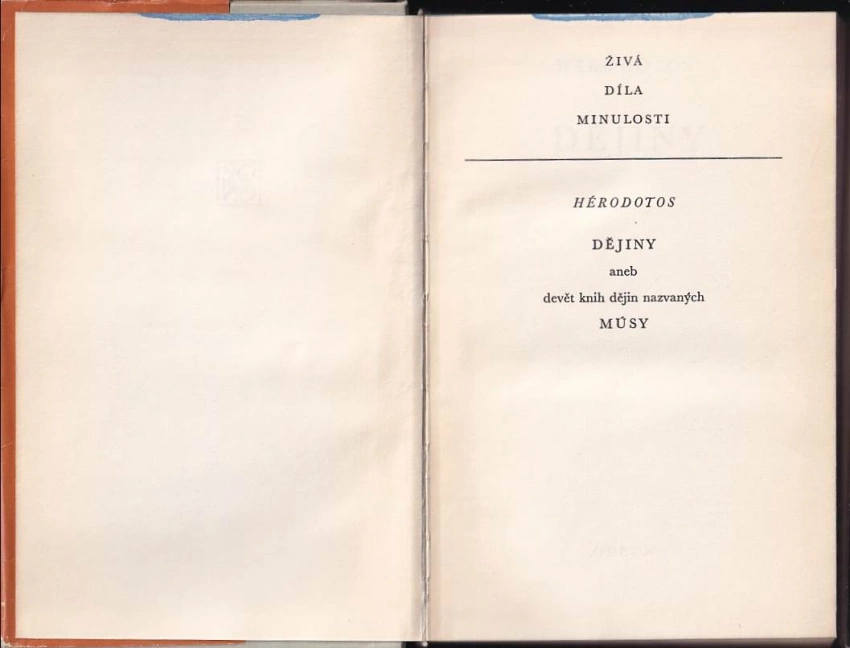 ŽIVÁ
DÍLA
MINULOSTI
HÉRODOTOS
DĚJINY
aneb
devět knih dějin nazvaných
MÚSY